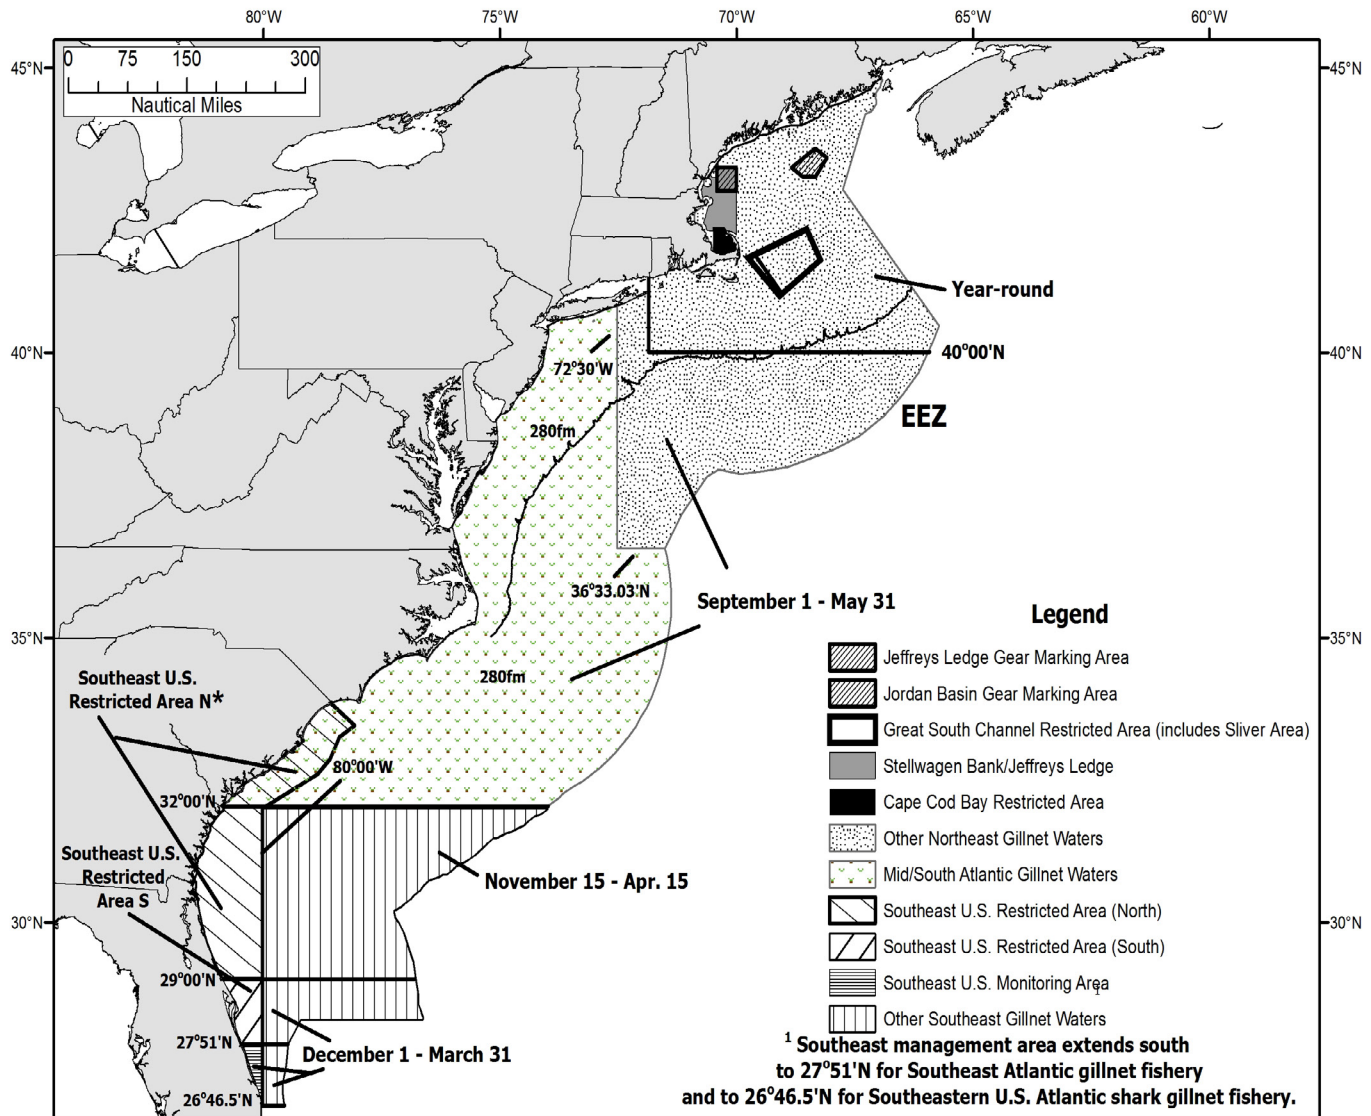 80°W 75°W 70°W 65°W 60°W
0 75 150 300
Nautical Miles
45°N 45°N
Year-round
40°N 40°00'N 40°N
72°30'W
EEZ
280fm
36°33.03'N
September 1 - May 31
35°N 35°N
280fm
Southeast U.S.
Restricted Area N*
80°00'W
32°00'N
Southeast U.S.
Restricted
Area S
November 15 - Apr. 15
30°N 30°N
29°00'N
27°51'N
December 1 - March 31
26°46.5'N
Legend
Jeffreys Ledge Gear Marking Area
Jordan Basin Gear Marking Area
Great South Channel Restricted Area (includes Sliver Area)
Stellwagen Bank/Jeffreys Ledge
Cape Cod Bay Restricted Area
Other Northeast Gillnet Waters
Mid/South Atlantic Gillnet Waters
Southeast U.S. Restricted Area (North)
Southeast U.S. Restricted Area (South)
Southeast U.S. Monitoring Area
Other Southeast Gillnet Waters
1 Southeast management area extends south
to 27°51'N for Southeast Atlantic gillnet fishery
and to 26°46.5'N for Southeastern U.S. Atlantic shark gillnet fishery.